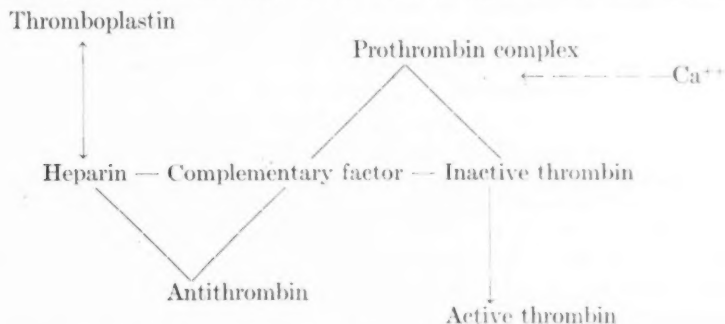 Thromboplastin
Prothrombin complex
Ca⁺⁺
Heparin — Complementary factor — Inactive thrombin
Antithrombin
Active thrombin